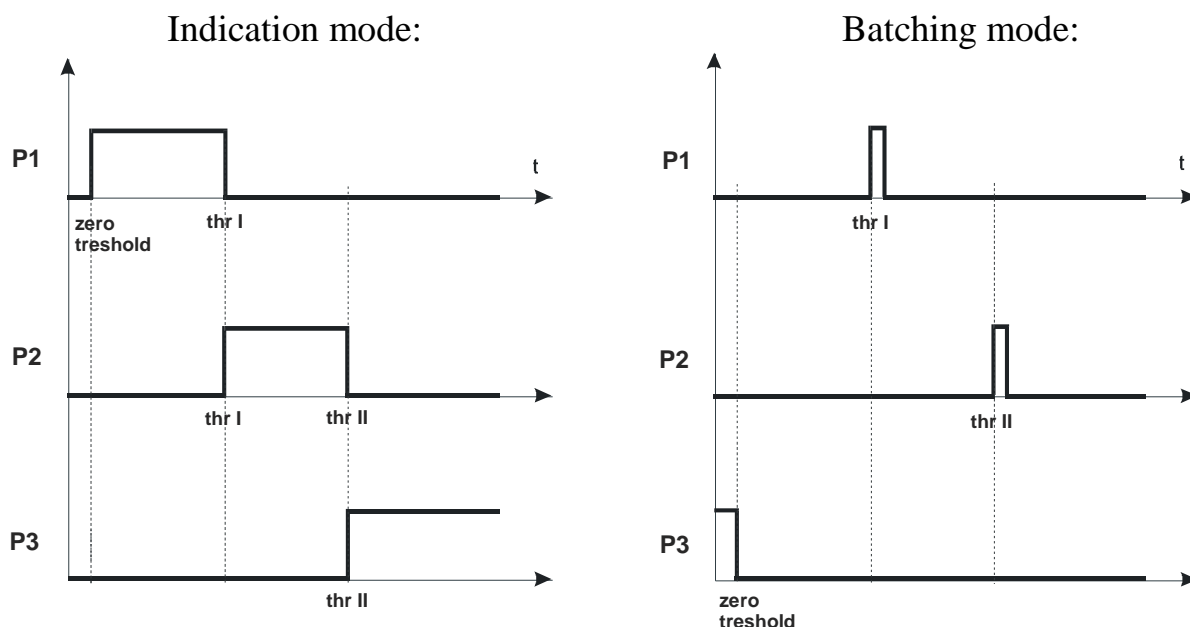 Indication mode:
P1
t
zero
treshold
thr I
P2
thr I
thr II
P3
thr II
Batching mode:
P1
t
thr I
P2
thr II
P3
zero
treshold